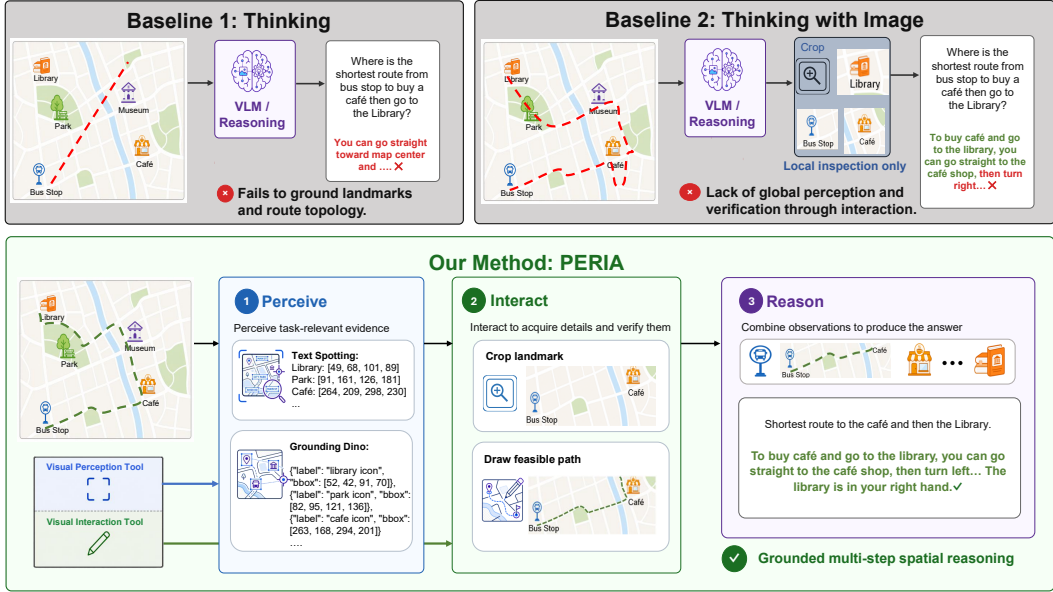 Baseline 1: Thinking
Library
Park
Museum
Café
Bus Stop
VLM /
Reasoning
Where is the
shortest route from
bus stop to buy a
café then go to
the Library?
You can go straight
toward map center
and .... ×
Fails to ground landmarks
and route topology.
Baseline 2: Thinking with Image
Library
Park
Museum
Café
Bus Stop
VLM /
Reasoning
Crop
Library
Bus Stop
Café
Local inspection only
Where is the
shortest route from
bus stop to buy a
café then go to
the Library?
To buy café and go
to the library, you
can go straight to the
café shop, then turn
right... ×
Lack of global perception and
verification through interaction.
Our Method: PERIA
Library
Park
Museum
Café
Bus Stop
Visual Perception Tool
Visual Interaction Tool
1 Perceive
Perceive task-relevant evidence
Text Spotting:
Library: [49, 68, 101, 89]
Park: [91, 161, 126, 181]
Café: [264, 209, 298, 230]
...
Grounding Dino:
{"label": "library icon",
"bbox": [52, 42, 91, 70]},
{"label": "park icon", "bbox":
[82, 95, 121, 136]},
{"label": "cafe icon", "bbox":
[263, 168, 294, 201]}
....
2 Interact
Interact to acquire details and verify them
Crop landmark
Café
Bus Stop
Draw feasible path
Café
Bus Stop
3 Reason
Combine observations to produce the answer
Bus Stop
Café
...
Shortest route to the café and then the Library.
To buy café and go to the library, you can go
straight to the café shop, then turn left... The
library is in your right hand.✓
Grounded multi-step spatial reasoning